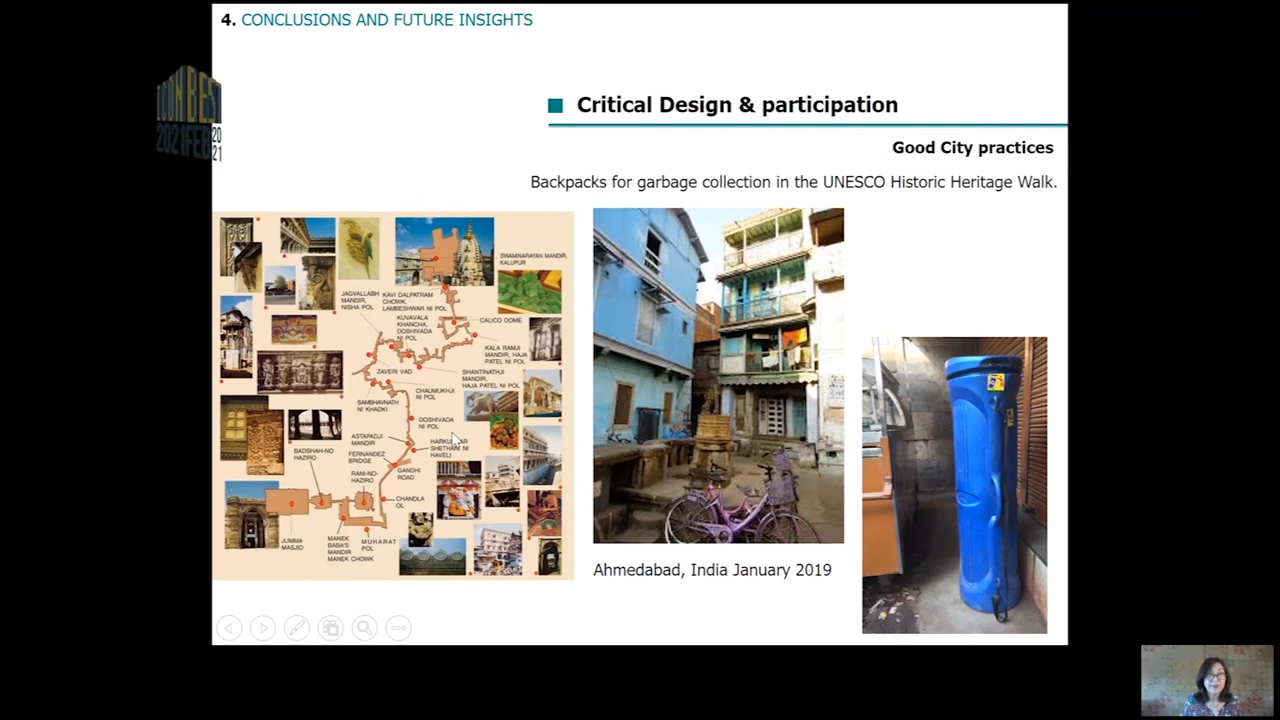 4. CONCLUSIONS AND FUTURE INSIGHTS
ICON BEST
2021FEB
20
21
Critical Design & participation
Good City practices
Backpacks for garbage collection in the UNESCO Historic Heritage Walk.
SWAMINARAYAN MANDIR,
KALUPUR
JAGVALLABH
MANDIR,
NISHA POL
KAVI DALPATRAM
CHOWK,
LAMBESHWAR NI POL
CALICO DOME
KUVAVALA
KHANCHA,
DOSHIVADA
NI POL
KALA RAMJI
MANDIR, HAJA
PATEL NI POL
ZAVERI VAD
SHANTINATHJI
MANDIR,
HAJA PATEL NI POL
CHAUMUKHJI
NI POL
SAMBHAVNATH
NI KHADKI
DOSHIVADA
NI POL
ASTAPADJI
MANDIR
SHETHANI NI
HAVELI
BADSHAH-NO
HAZIRO
FERNANDEZ
BRIDGE
GANDHI
ROAD
RANI-NO-
HAZIRO
CHANDLA
OL
JUMMA
MASJID
MANEK
BABA'S
MANDIR
MANEK CHOWK
MUHARAT
POL
Ahmedabad, India January 2019